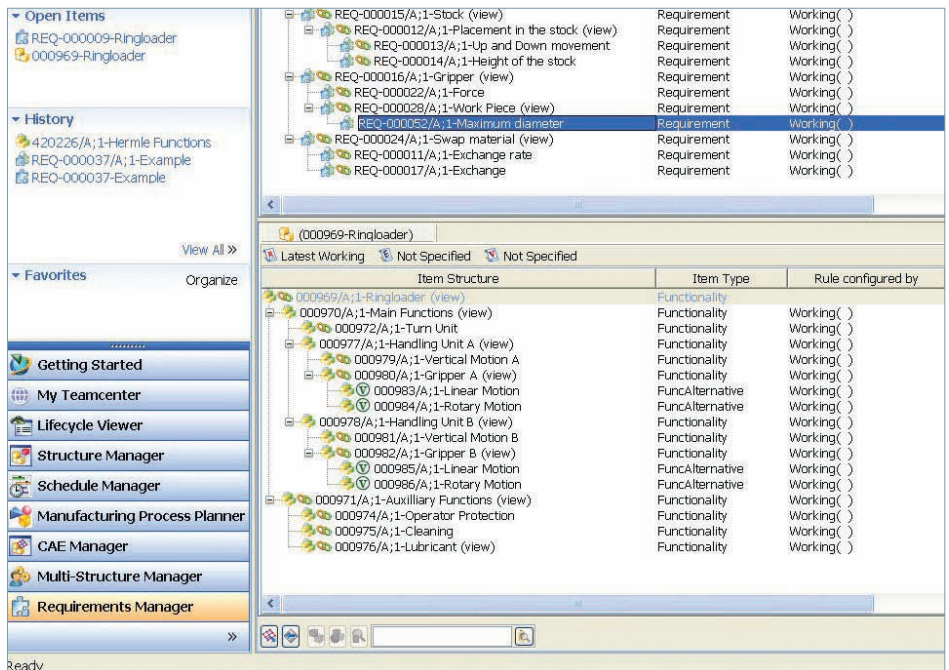 Open Items
REQ-000009-Ringloader
000969-Ringloader
History
420226/A;1-Hermle Functions
REQ-000037/A;1-Example
REQ-000037-Example
View All »
Favorites
Organize
Getting Started
My Teamcenter
Lifecycle Viewer
Structure Manager
Schedule Manager
Manufacturing Process Planner
CAE Manager
Multi-Structure Manager
Requirements Manager
»
Ready
REQ-000015/A;1-Stock (view) Requirement Working( )
REQ-000012/A;1-Placement in the stock (view) Requirement Working( )
REQ-000013/A;1-Up and Down movement Requirement Working( )
REQ-000014/A;1-Height of the stock Requirement Working( )
REQ-000016/A;1-Gripper (view) Requirement Working( )
REQ-000022/A;1-Force Requirement Working( )
REQ-000028/A;1-Work Piece (view) Requirement Working( )
REQ-000052/A;1-Maximum diameter Requirement Working( )
REQ-000024/A;1-Swap material (view) Requirement Working( )
REQ-000011/A;1-Exchange rate Requirement Working( )
REQ-000017/A;1-Exchange Requirement Working( )
(000969-Ringloader)
Latest Working Not Specified Not Specified
Item Structure Item Type Rule configured by
000969/A;1-Ringloader (view) Functionality
000970/A;1-Main Functions (view) Functionality Working( )
000972/A;1-Turn Unit Functionality Working( )
000977/A;1-Handling Unit A (view) Functionality Working( )
000979/A;1-Vertical Motion A Functionality Working( )
000980/A;1-Gripper A (view) Functionality Working( )
000983/A;1-Linear Motion FuncAlternative Working( )
000984/A;1-Rotary Motion FuncAlternative Working( )
000978/A;1-Handling Unit B (view) Functionality Working( )
000981/A;1-Vertical Motion B Functionality Working( )
000982/A;1-Gripper B (view) Functionality Working( )
000985/A;1-Linear Motion FuncAlternative Working( )
000986/A;1-Rotary Motion FuncAlternative Working( )
000971/A;1-Auxilliary Functions (view) Functionality Working( )
000974/A;1-Operator Protection Functionality Working( )
000975/A;1-Cleaning Functionality Working( )
000976/A;1-Lubricant (view) Functionality Working( )